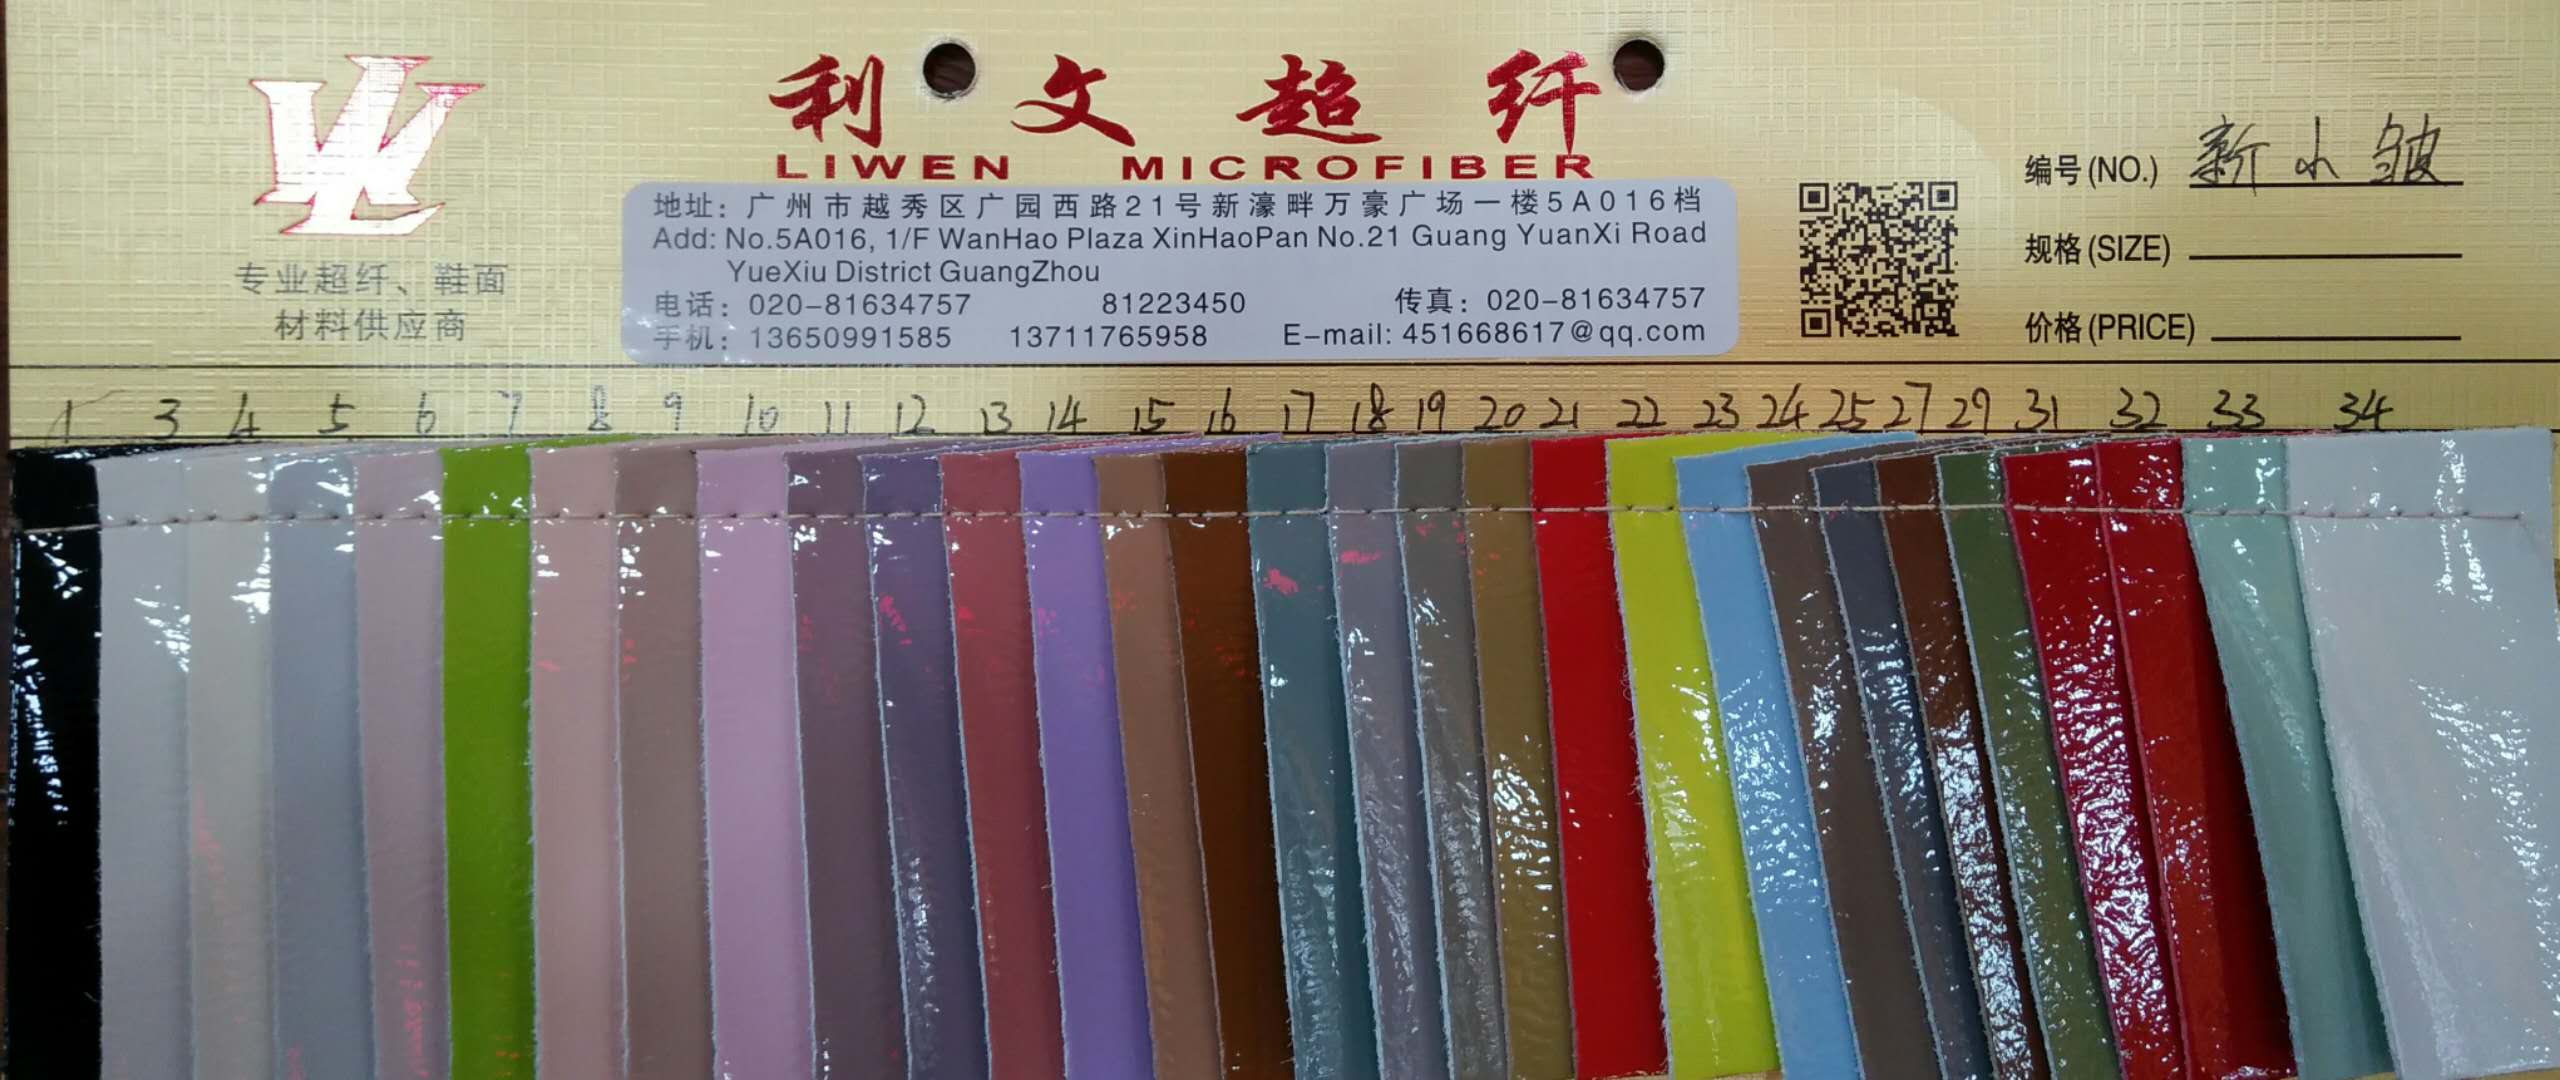 利文超纤
LIWEN MICROFIBER
WL
专业超纤、鞋面
材料供应商
地址：广州市越秀区广园西路21号新濠畔万豪广场一楼5A016档
Add: No.5A016, 1/F WanHao Plaza XinHaoPan No.21 Guang YuanXi Road
YueXiu District GuangZhou
电话：020-81634757 81223450 传真：020-81634757
手机：13650991585 13711765958 E-mail: 451668617@qq.com
编号(NO.) 新小皱
规格(SIZE)
价格(PRICE)
1 3 4 5 6 7 8 9 10 11 12 13 14 15 16 17 18 19 20 21 22 23 24 25 27 29 31 32 33 34